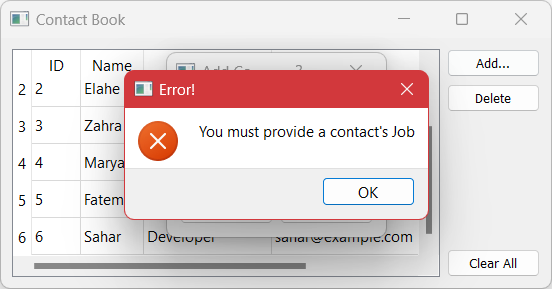 Contact Book
ID Name
2 2 Elahe
3 3 Zahra
4 4 Marya
5 5 Fatem
6 6 Sahar Developer sahar@example.com
Add Co ?
Error!
You must provide a contact's Job
OK
Add...
Delete
Clear All